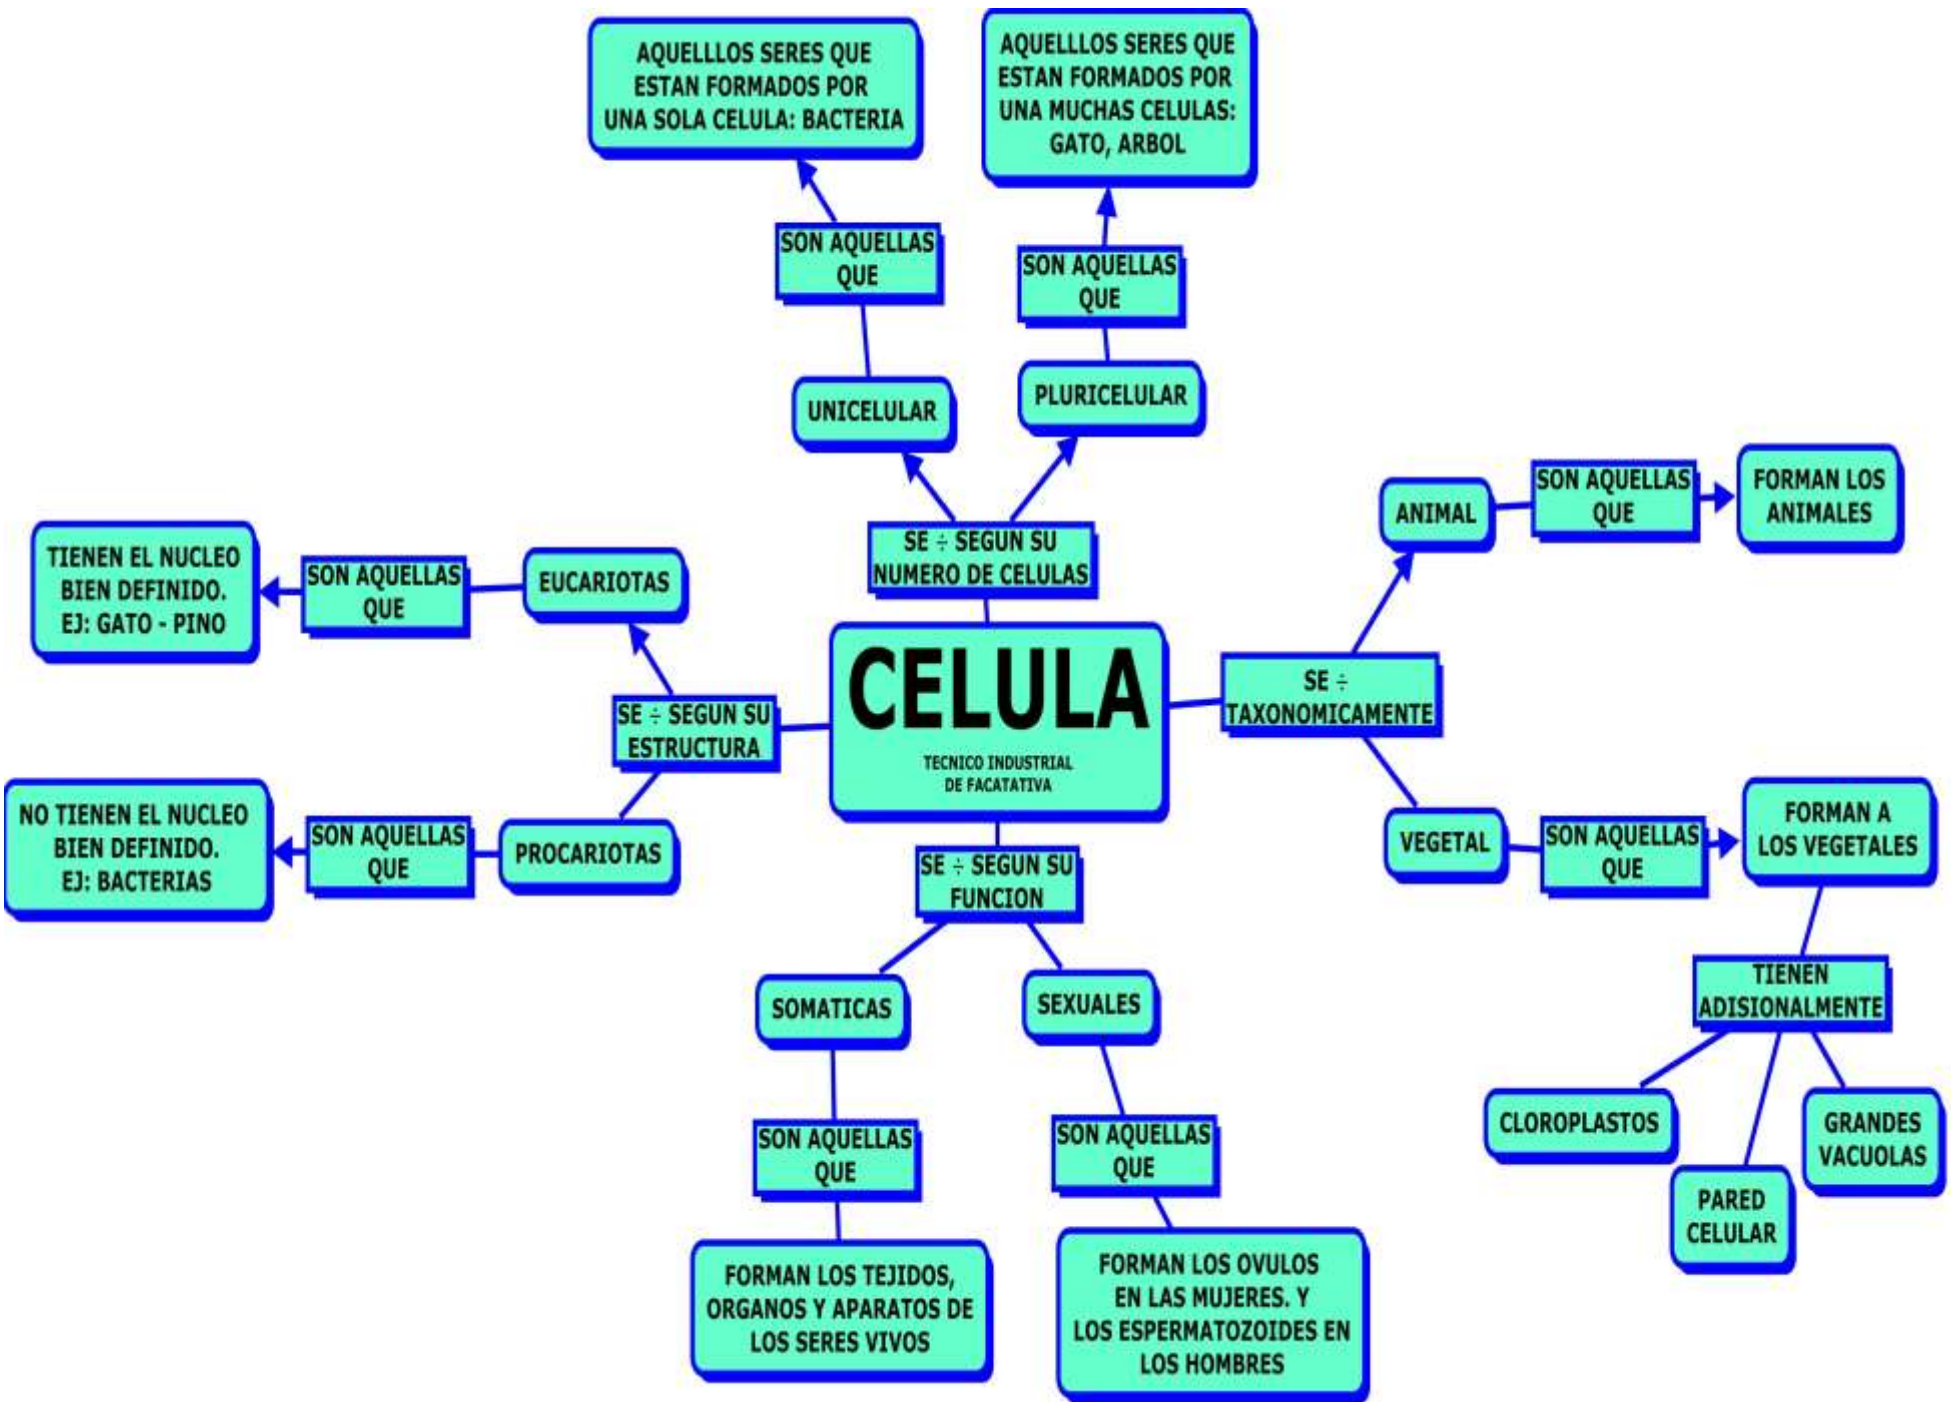 AQUELLLOS SERES QUE
ESTAN FORMADOS POR
UNA SOLA CELULA: BACTERIA
AQUELLLOS SERES QUE
ESTAN FORMADOS POR
UNA MUCHAS CELULAS:
GATO, ARBOL
SON AQUELLAS
QUE
SON AQUELLAS
QUE
UNICELULAR
PLURICELULAR
SE ÷ SEGUN SU
NUMERO DE CELULAS
ANIMAL
SON AQUELLAS
QUE
FORMAN LOS
ANIMALES
TIENEN EL NUCLEO
BIEN DEFINIDO.
EJ: GATO - PINO
SON AQUELLAS
QUE
EUCARIOTAS
SE ÷ SEGUN SU
ESTRUCTURA
CELULA
TECNICO INDUSTRIAL
DE FACATATIVA
SE ÷
TAXONOMICAMENTE
NO TIENEN EL NUCLEO
BIEN DEFINIDO.
EJ: BACTERIAS
SON AQUELLAS
QUE
PROCARIOTAS
SE ÷ SEGUN SU
FUNCION
VEGETAL
SON AQUELLAS
QUE
FORMAN A
LOS VEGETALES
SOMATICAS
SEXUALES
TIENEN
ADISIONALMENTE
SON AQUELLAS
QUE
SON AQUELLAS
QUE
CLOROPLASTOS
PARED
CELULAR
GRANDES
VACUOLAS
FORMAN LOS TEJIDOS,
ORGANOS Y APARATOS DE
LOS SERES VIVOS
FORMAN LOS OVULOS
EN LAS MUJERES. Y
LOS ESPERMATOZOIDES EN
LOS HOMBRES